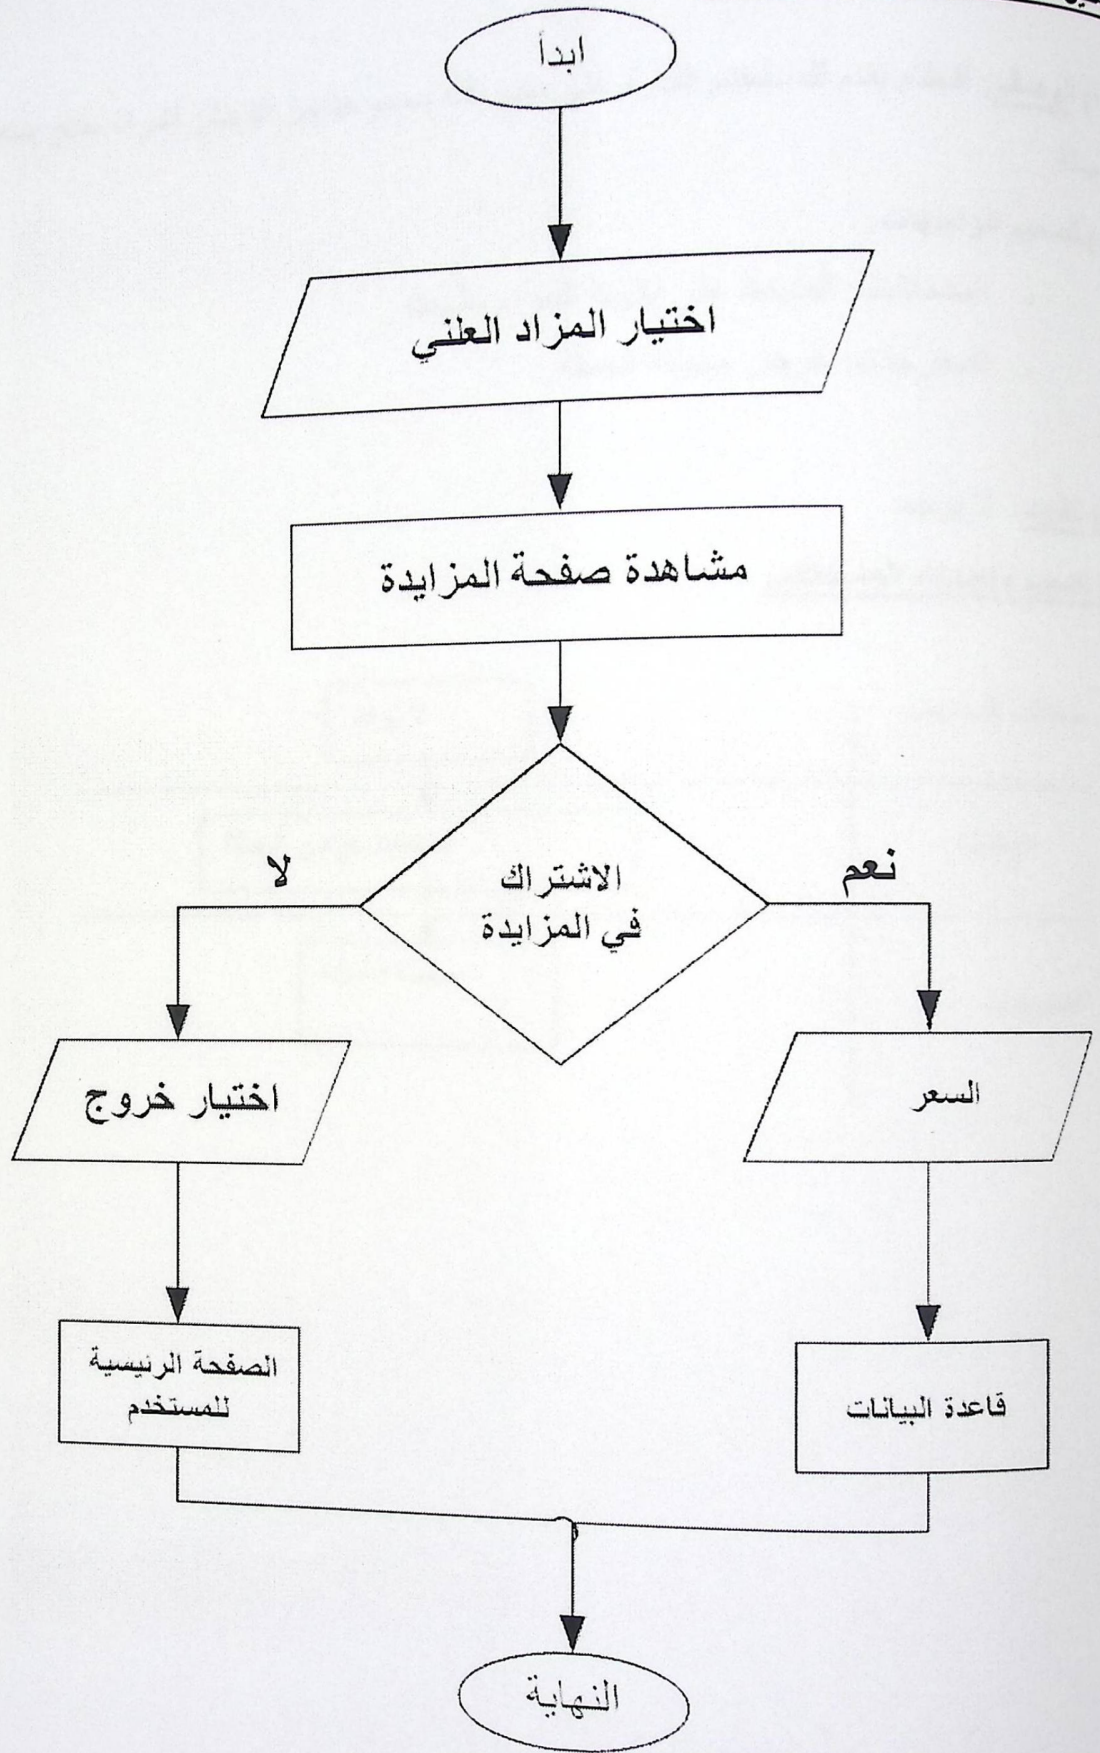 ابدأ
اختيار المزاد العلني
مشاهدة صفحة المزايدة
الاشتراك
في المزايدة
نعم
لا
السعر
اختيار خروج
قاعدة البيانات
الصفحة الرئيسية
للمستخدم
النهاية